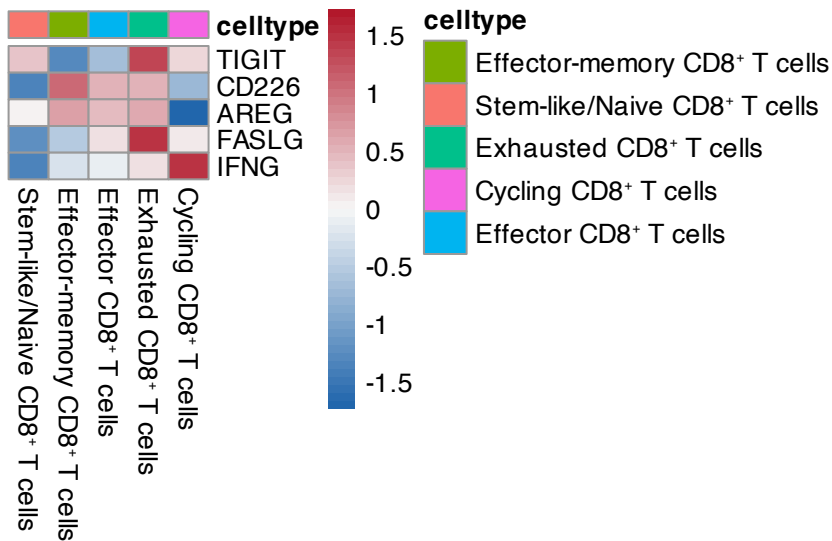 celltype
TIGIT
CD226
AREG
FASLG
IFNG
Stem-like/Naive CD8⁺ T cells
Effector-memory CD8⁺ T cells
Effector CD8⁺ T cells
Exhausted CD8⁺ T cells
Cycling CD8⁺ T cells
1.5
1
0.5
0
-0.5
-1
-1.5
celltype
Effector-memory CD8⁺ T cells
Stem-like/Naive CD8⁺ T cells
Exhausted CD8⁺ T cells
Cycling CD8⁺ T cells
Effector CD8⁺ T cells